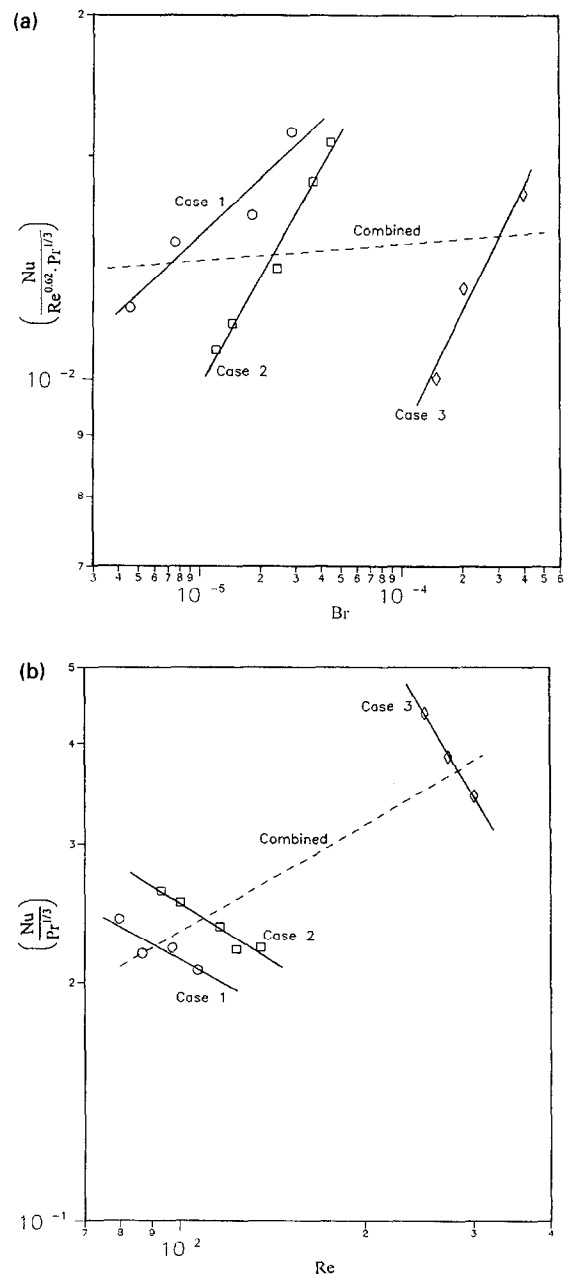 (a)
2
Case 1
Combined
(Nu / Re^0.62 · Pr^1/3)
Case 2
10^-2
Case 3
9
8
7
3 4 5 6 7 8 9 10^-5 2 3 4 5 6 7 8 9 10^-4 2 3 4 5 6
Br
(b)
5
Case 3
4
Combined
3
(Nu / Pr^1/3)
Case 2
2
Case 1
10^-1
7 8 9 10^2 2 3 4
Re